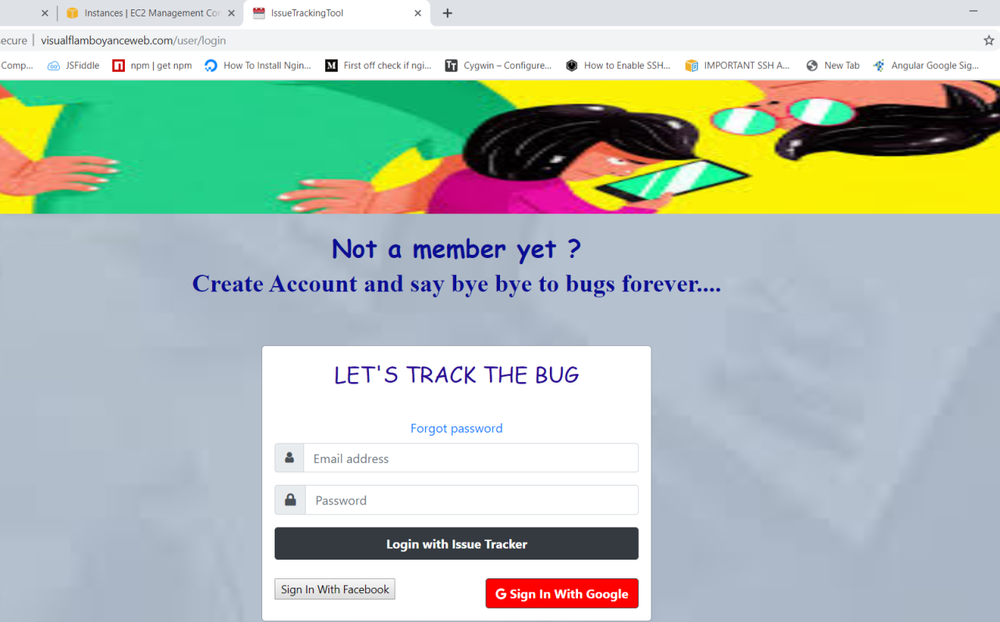 Instances | EC2 Management Cor
IssueTrackingTool
ecure | visualflamboyanceweb.com/user/login
Comp... JSFiddle npm | get npm How To Install Ngin... M First off check if ngi... TT Cygwin – Configure... How to Enable SSH... IMPORTANT SSH A... New Tab Angular Google Sig...
Not a member yet ?
Create Account and say bye bye to bugs forever....
LET'S TRACK THE BUG
Forgot password
Email address
Password
Login with Issue Tracker
Sign In With Facebook
G Sign In With Google